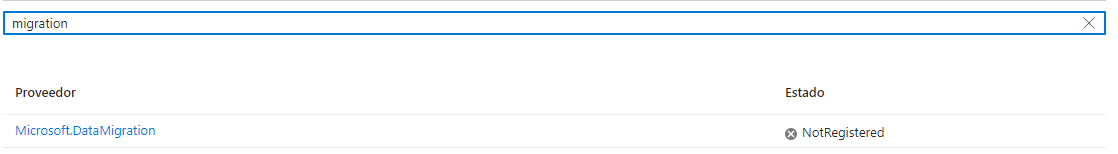 migration
Proveedor Estado
Microsoft.DataMigration NotRegistered